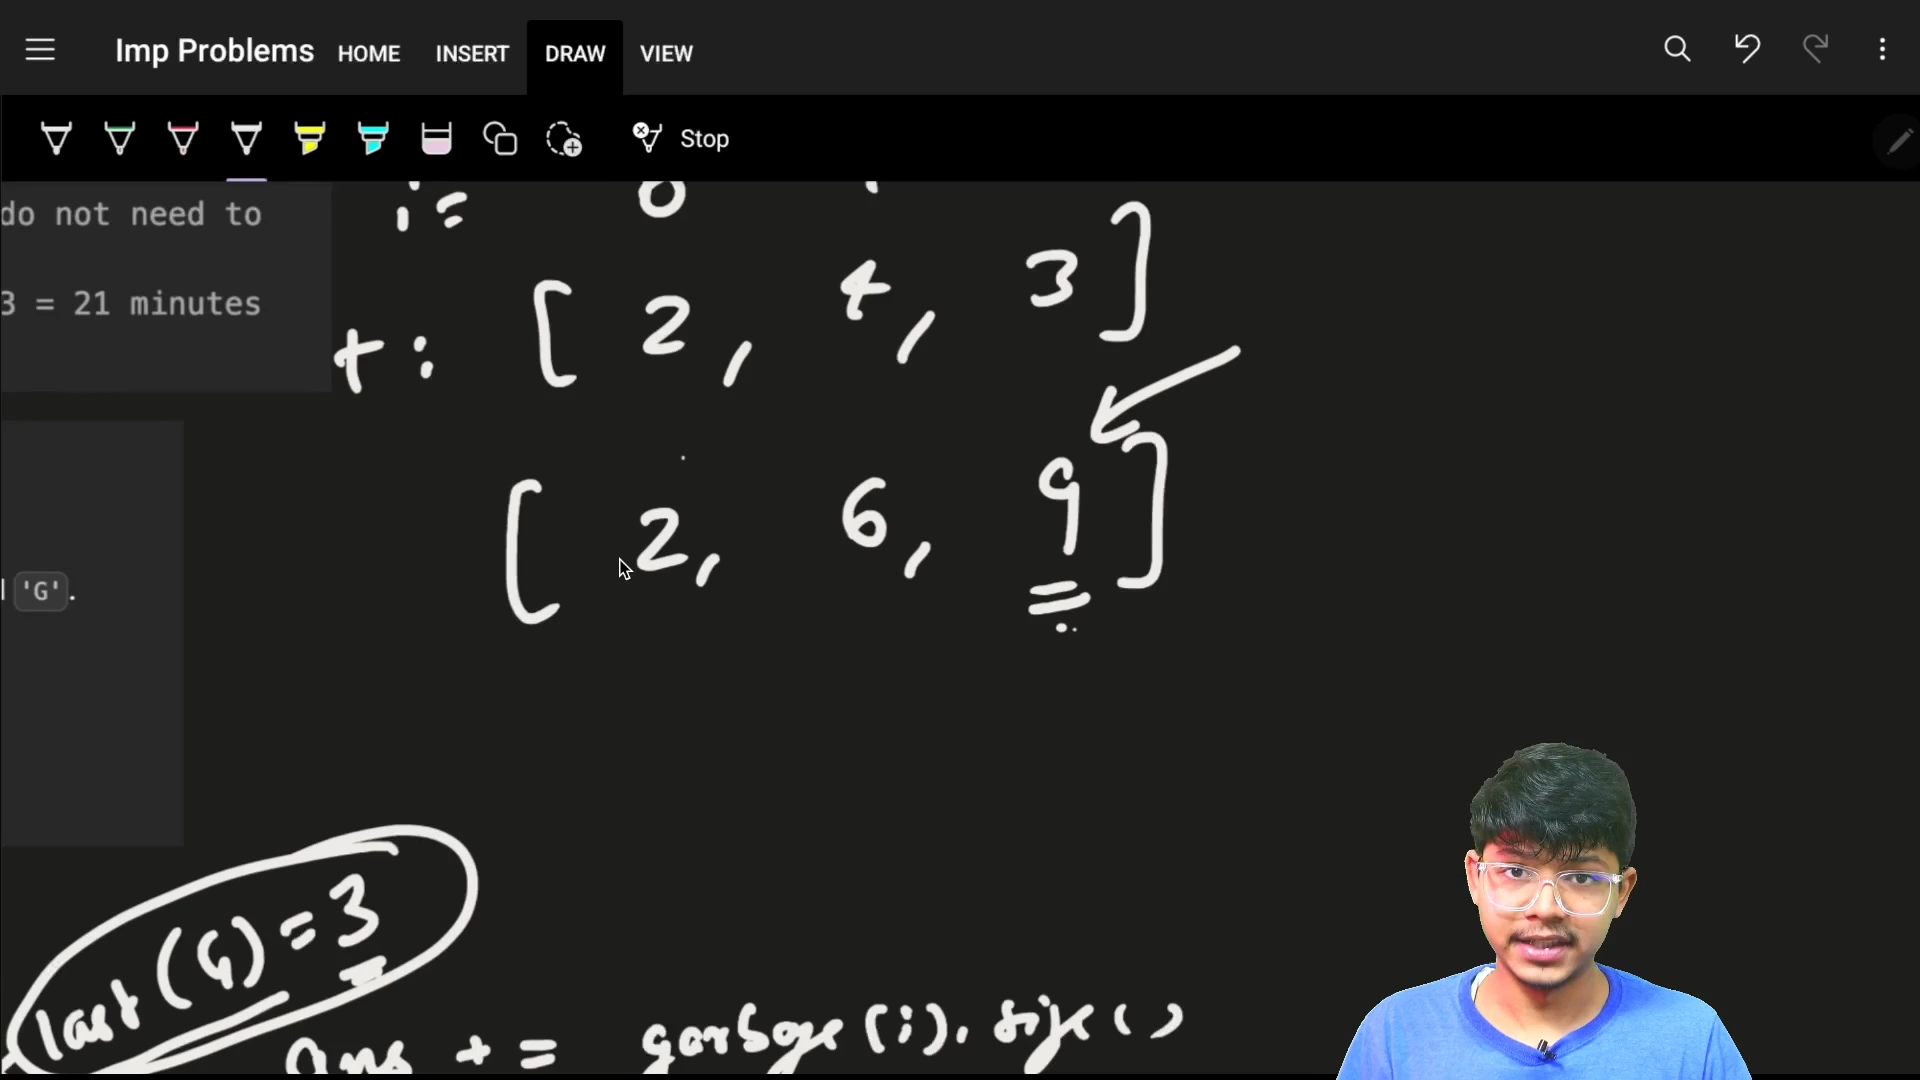 Imp Problems HOME INSERT DRAW VIEW
Stop
do not need to
3 = 21 minutes
'G'.
i = 0
t : [ 2 , 4 , 3 ]
[ 2 , 6 , 9 ]
last (G) = 3
ans + = garbage (i). size ()